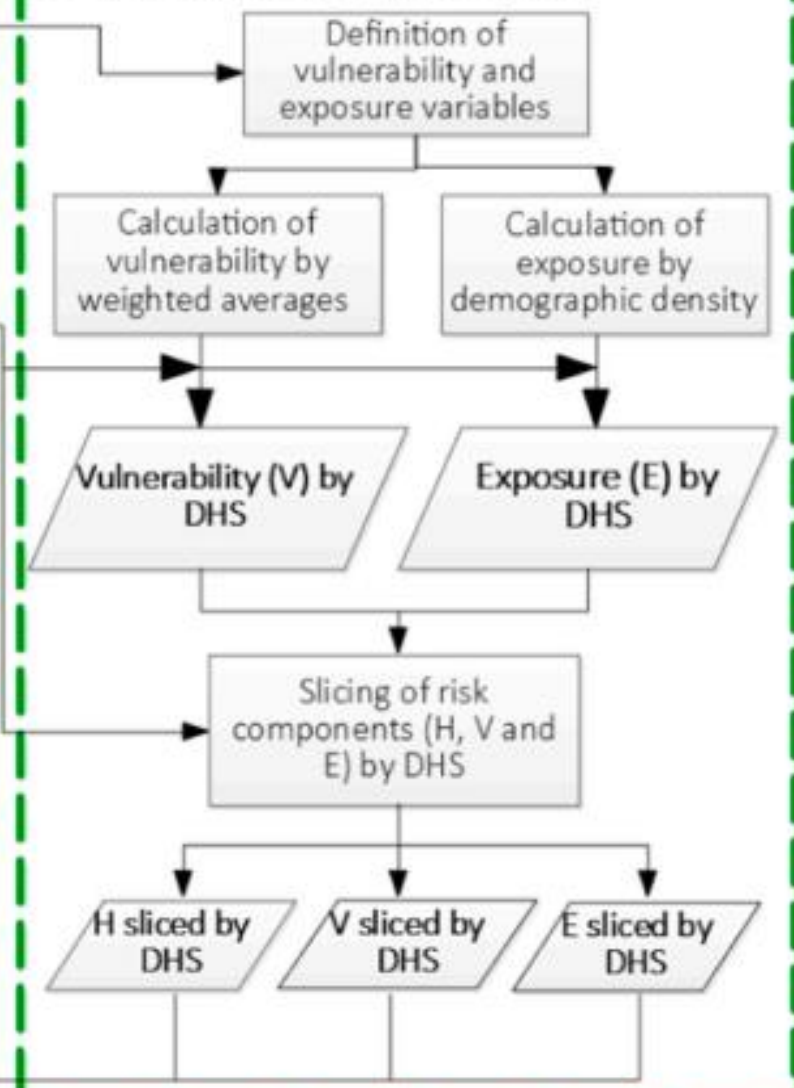 Definition of
vulnerability and
exposure variables
Calculation of
vulnerability by
weighted averages
Calculation of
exposure by
demographic density
Vulnerability (V) by
DHS
Exposure (E) by
DHS
Slicing of risk
components (H, V and
E) by DHS
H sliced by
DHS
V sliced by
DHS
E sliced by
DHS